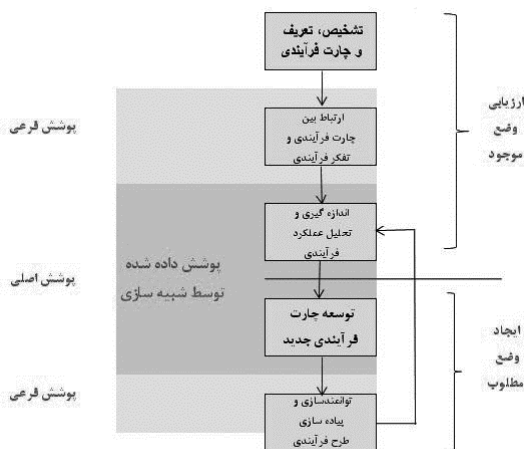 تشخیص، تعریف
و چارت فرآیندی
ارزیابی
وضع
موجود
پوشش فرعی
ارتباط بین
چارت فرآیندی و
تفکر فرآیندی
اندازه گیری و
تحلیل عملکرد
فرآیندی
پوشش اصلی
پوشش داده شده
توسط شبیه سازی
توسعه چارت
فرآیندی جدید
ایجاد
وضع
مطلوب
پوشش فرعی
توانمندسازی و
پیاده سازی
طرح فرآیندی